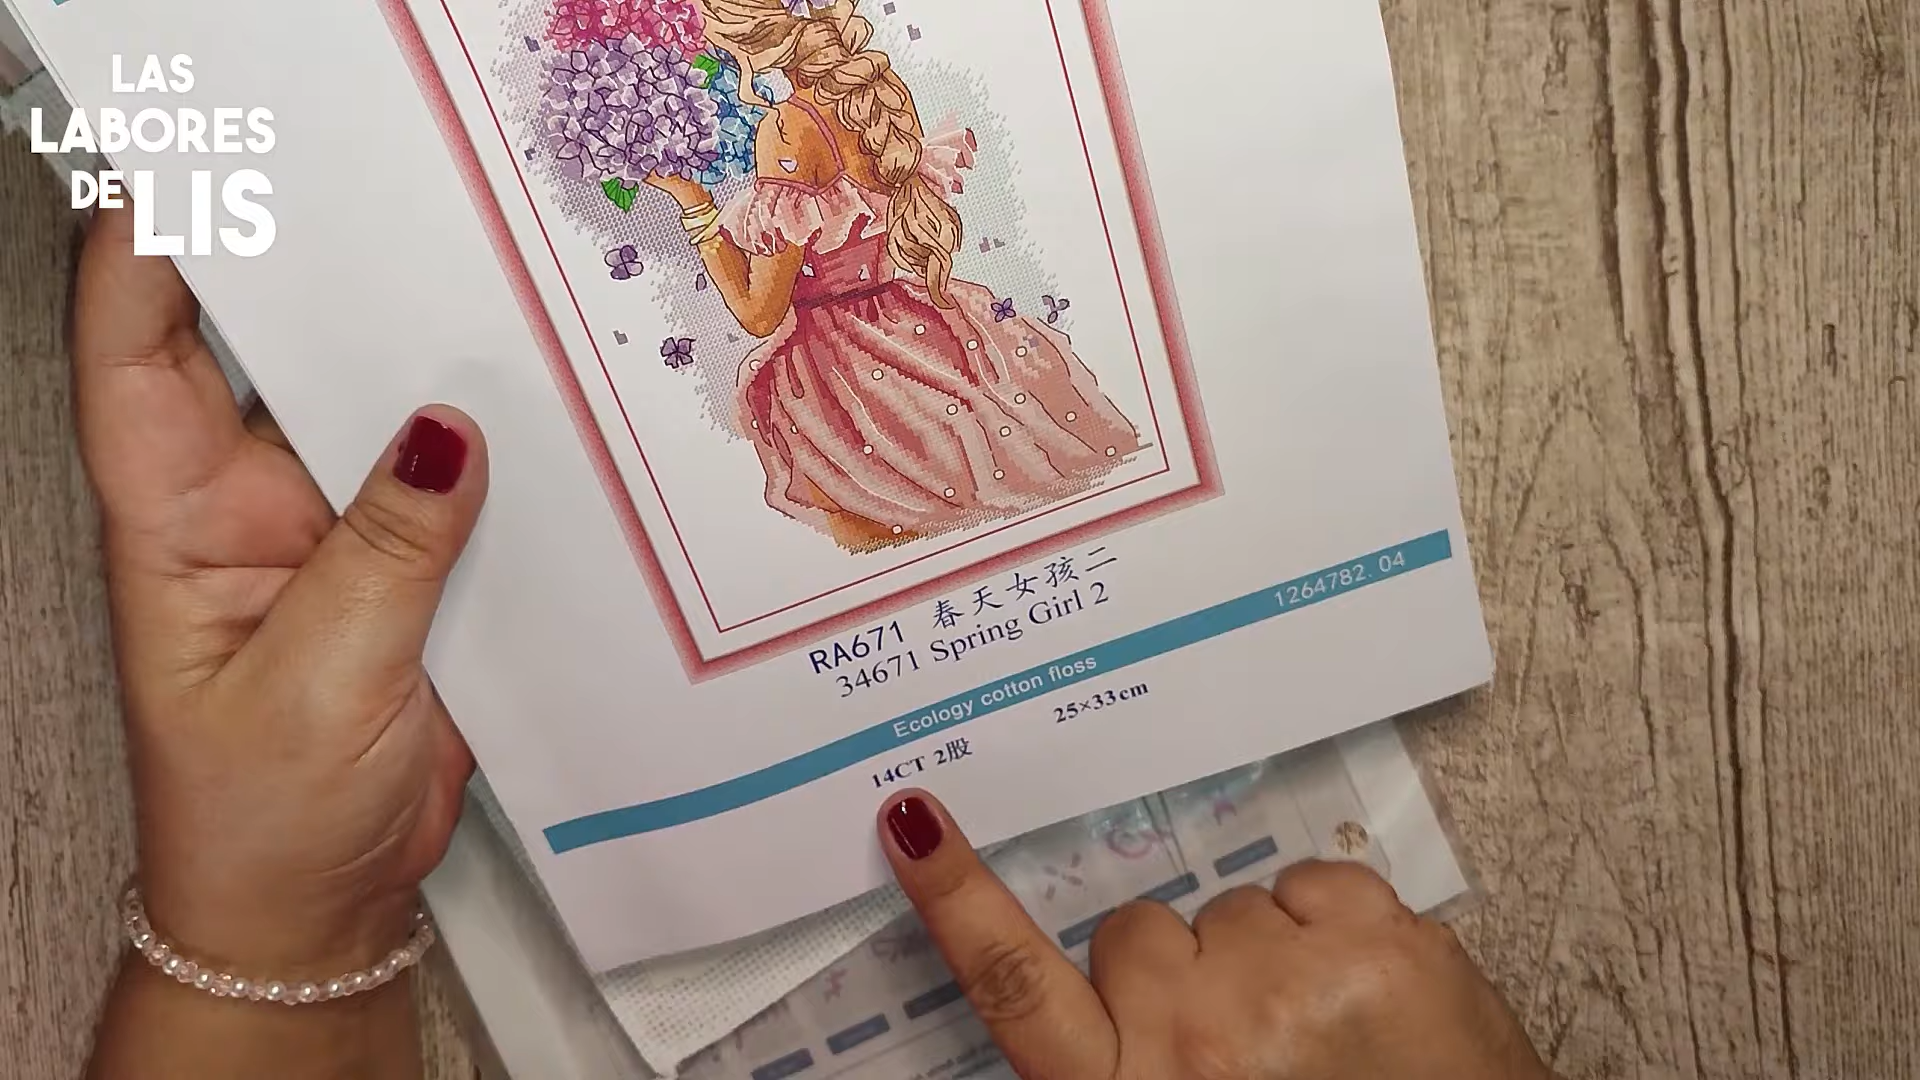 LAS
LABORES
DE LIS
RA671 春天女孩二
34671 Spring Girl 2
1264782.04
Ecology cotton floss
14CT 2股 25×33cm